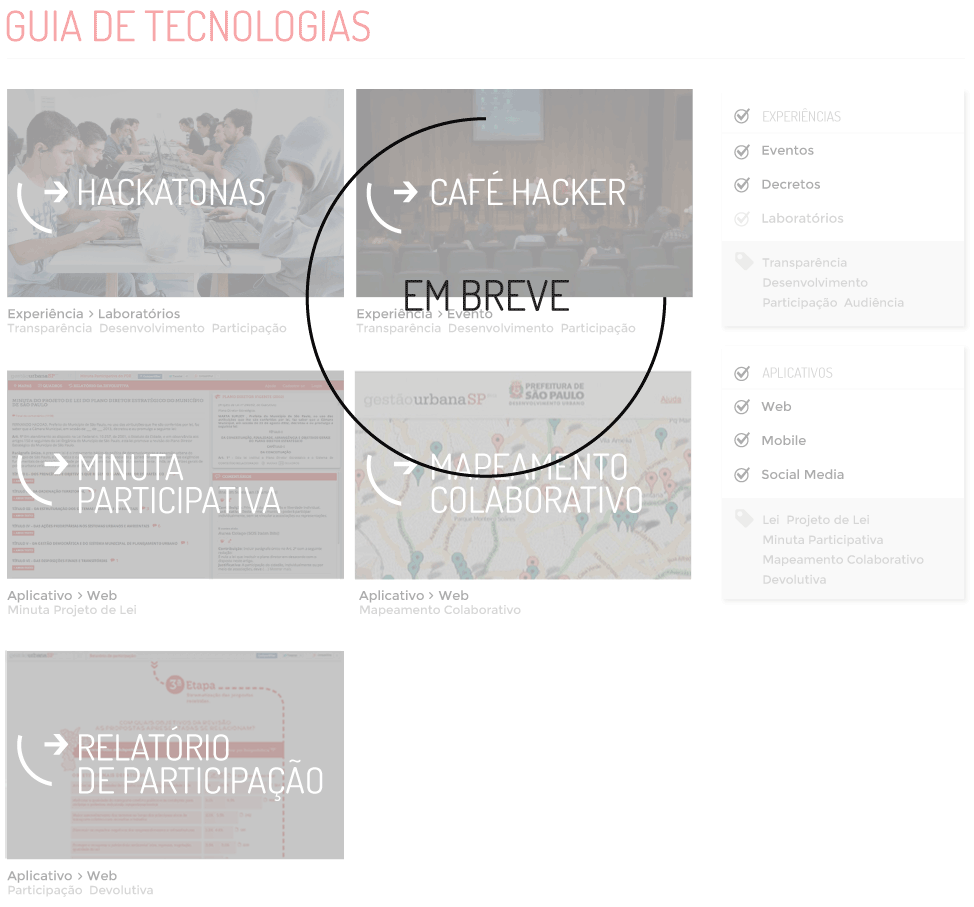 GUIA DE TECNOLOGIAS
HACKATONAS
Experiência > Laboratórios
Transparência Desenvolvimento Participação
CAFÉ HACKER
EM BREVE
Experiência > Evento
Transparência Desenvolvimento Participação
MINUTA
PARTICIPATIVA
Aplicativo > Web
Minuta Projeto de Lei
gestãourbanaSP
PREFEITURA DE
SÃO PAULO
DESENVOLVIMENTO URBANO
Ajuda
MAPEAMENTO
COLABORATIVO
Aplicativo > Web
Mapeamento Colaborativo
3ª Etapa
RELATÓRIO
DE PARTICIPAÇÃO
Aplicativo > Web
Participação Devolutiva
EXPERIÊNCIAS
Eventos
Decretos
Laboratórios
Transparência
Desenvolvimento
Participação Audiência
APLICATIVOS
Web
Mobile
Social Media
Lei Projeto de Lei
Minuta Participativa
Mapeamento Colaborativo
Devolutiva